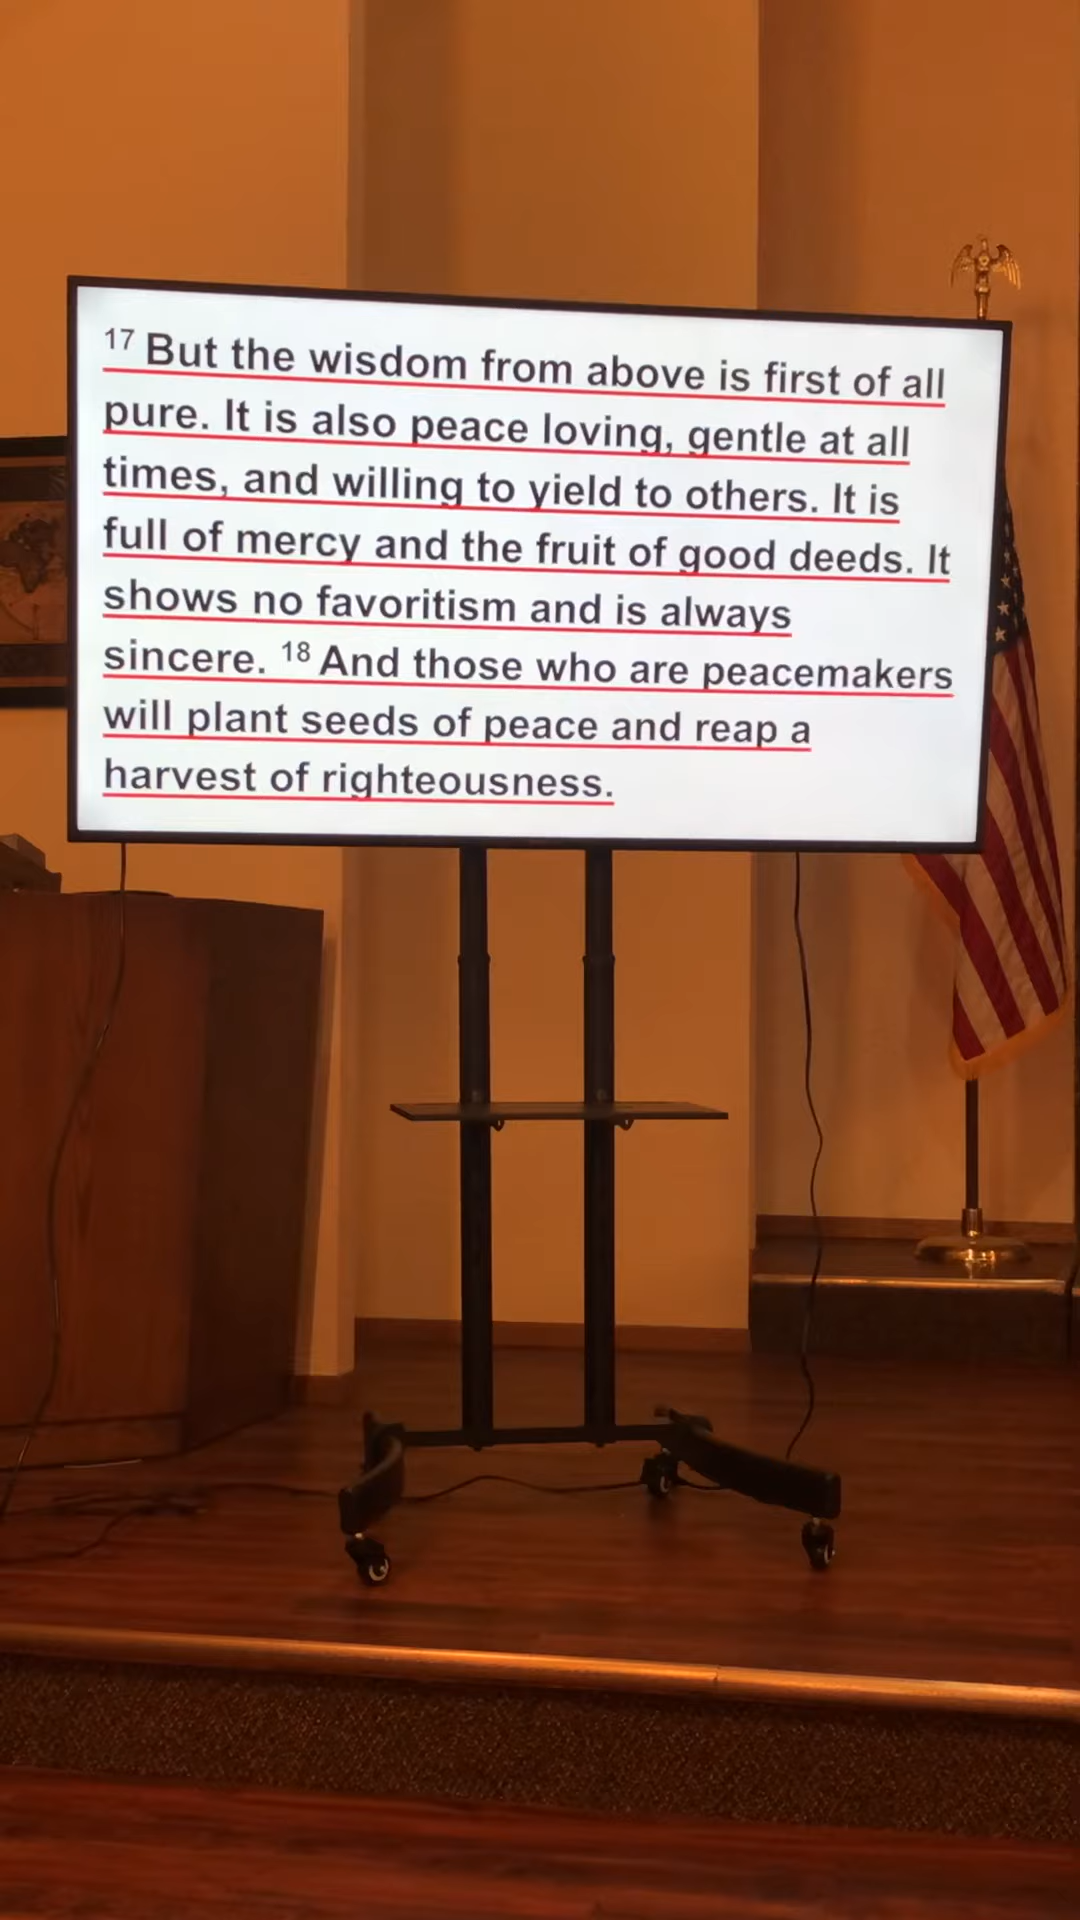 17 But the wisdom from above is first of all
pure. It is also peace loving, gentle at all
times, and willing to yield to others. It is
full of mercy and the fruit of good deeds. It
shows no favoritism and is always
sincere. 18 And those who are peacemakers
will plant seeds of peace and reap a
harvest of righteousness.